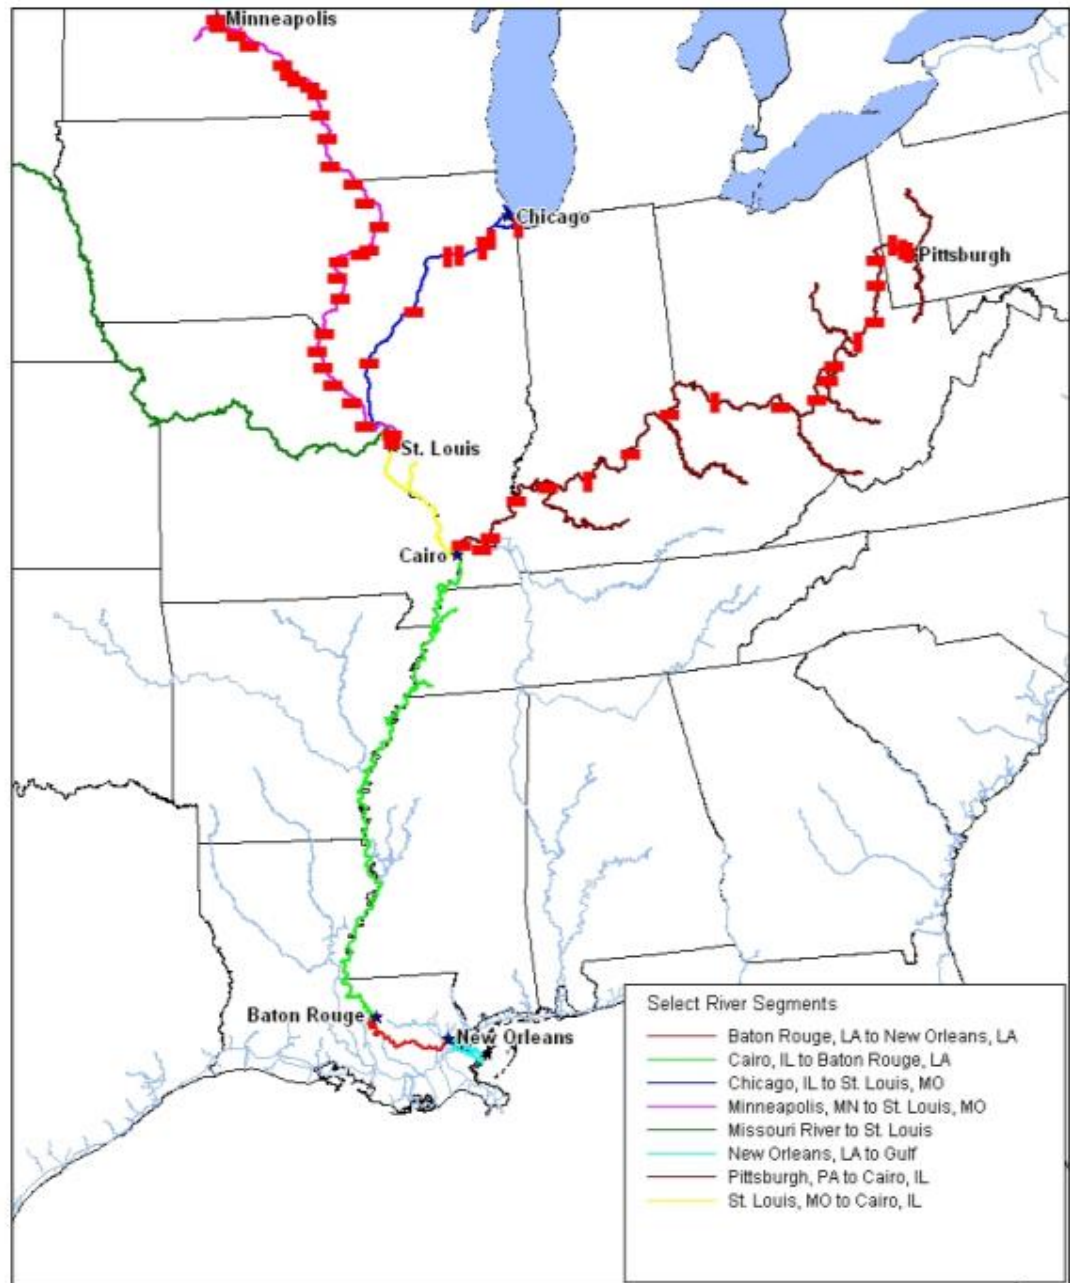 Minneapolis
Chicago
Pittsburgh
St. Louis
Cairo
Baton Rouge
New Orleans
Select River Segments
Baton Rouge, LA to New Orleans, LA
Cairo, IL to Baton Rouge, LA
Chicago, IL to St. Louis, MO
Minneapolis, MN to St. Louis, MO
Missouri River to St. Louis
New Orleans, LA to Gulf
Pittsburgh, PA to Cairo, IL
St. Louis, MO to Cairo, IL